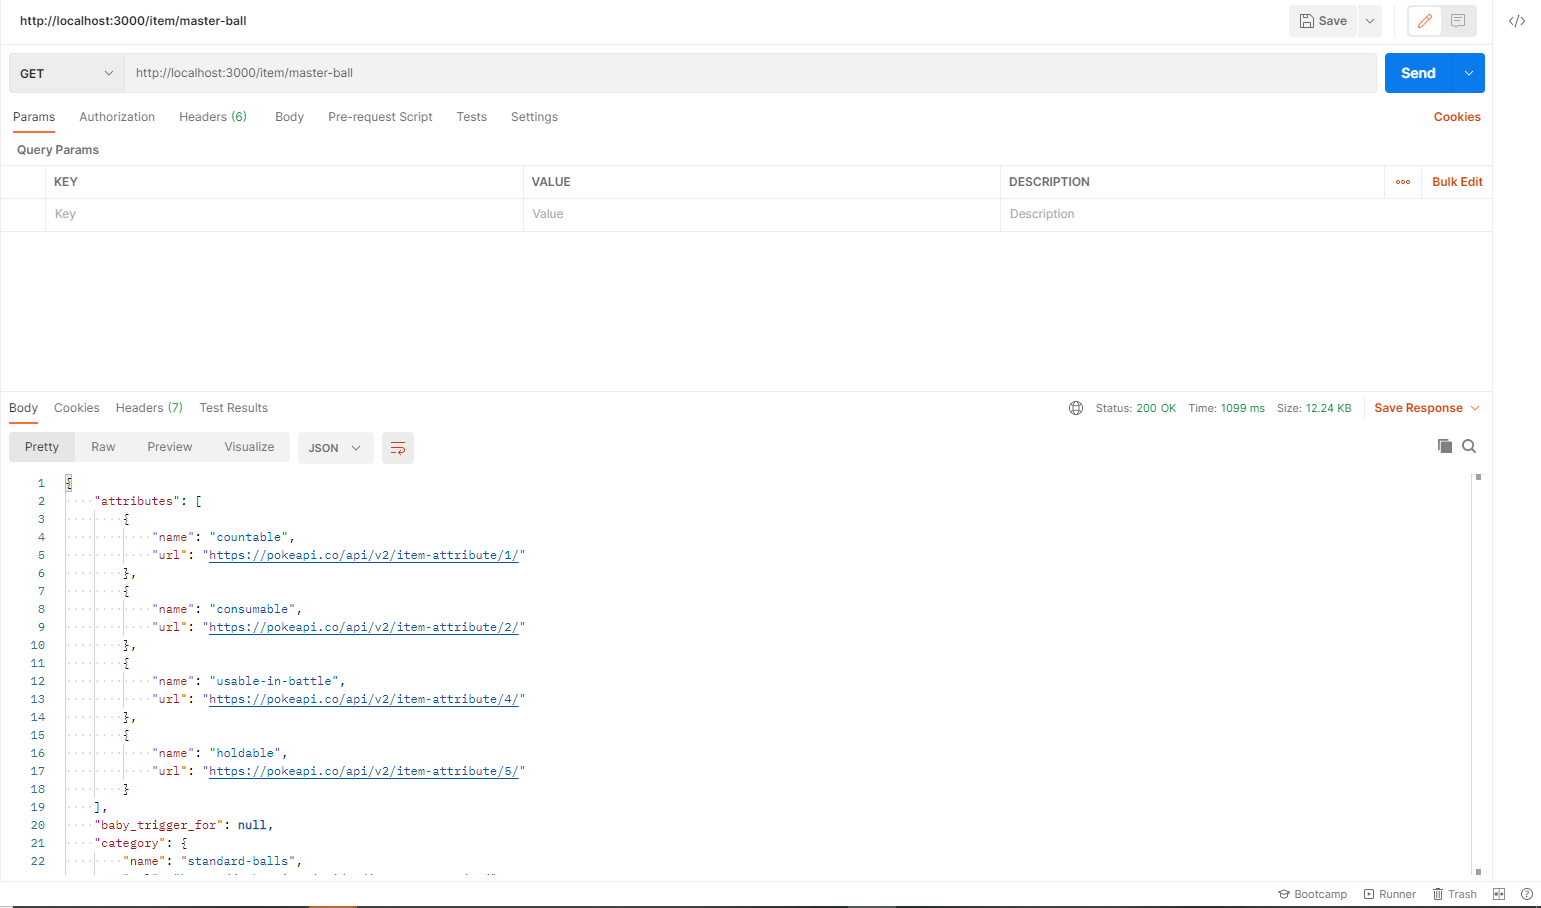 http://localhost:3000/item/master-ball
Save
GET http://localhost:3000/item/master-ball Send
Params Authorization Headers (6) Body Pre-request Script Tests Settings Cookies
Query Params
KEY VALUE DESCRIPTION Bulk Edit
Key Value Description
Body Cookies Headers (7) Test Results Status: 200 OK Time: 1099 ms Size: 12.24 KB Save Response
Pretty Raw Preview Visualize JSON
1 {
2 "attributes": [
3 {
4 "name": "countable",
5 "url": "https://pokeapi.co/api/v2/item-attribute/1/"
6 },
7 {
8 "name": "consumable",
9 "url": "https://pokeapi.co/api/v2/item-attribute/2/"
10 },
11 {
12 "name": "usable-in-battle",
13 "url": "https://pokeapi.co/api/v2/item-attribute/4/"
14 },
15 {
16 "name": "holdable",
17 "url": "https://pokeapi.co/api/v2/item-attribute/5/"
18 }
19 ],
20 "baby_trigger_for": null,
21 "category": {
22 "name": "standard-balls",
Bootcamp Runner Trash